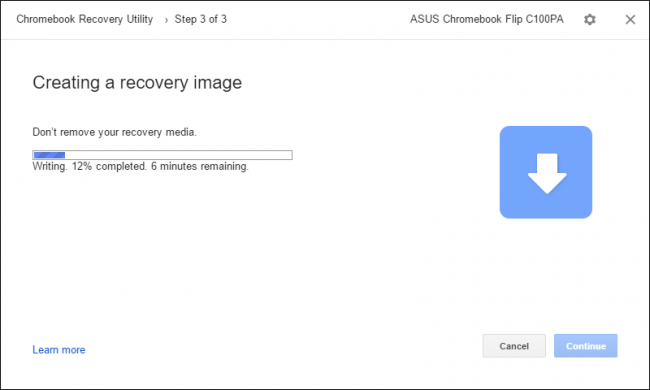 Chromebook Recovery Utility › Step 3 of 3 ASUS Chromebook Flip C100PA
Creating a recovery image
Don't remove your recovery media.
Writing. 12% completed. 6 minutes remaining.
Learn more
Cancel
Continue